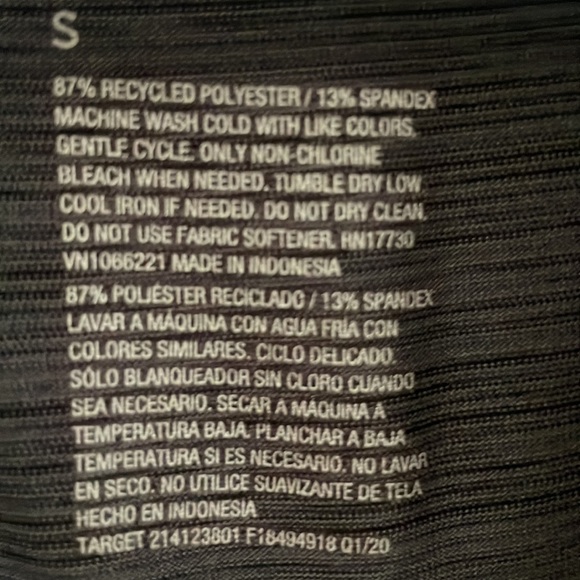 S
87% RECYCLED POLYESTER / 13% SPANDEX
MACHINE WASH COLD WITH LIKE COLORS.
GENTLE CYCLE. ONLY NON-CHLORINE
BLEACH WHEN NEEDED. TUMBLE DRY LOW.
COOL IRON IF NEEDED. DO NOT DRY CLEAN.
DO NOT USE FABRIC SOFTENER. RN17730
VN1066221 MADE IN INDONESIA
87% POLIÉSTER RECICLADO / 13% SPANDEX
LAVAR A MÁQUINA CON AGUA FRÍA CON
COLORES SIMILARES. CICLO DELICADO.
SÓLO BLANQUEADOR SIN CLORO CUANDO
SEA NECESARIO. SECAR A MÁQUINA A
TEMPERATURA BAJA. PLANCHAR A BAJA
TEMPERATURA SI ES NECESARIO. NO LAVAR
EN SECO. NO UTILICE SUAVIZANTE DE TELA
HECHO EN INDONESIA
TARGET 214123801 F18494918 Q1/20